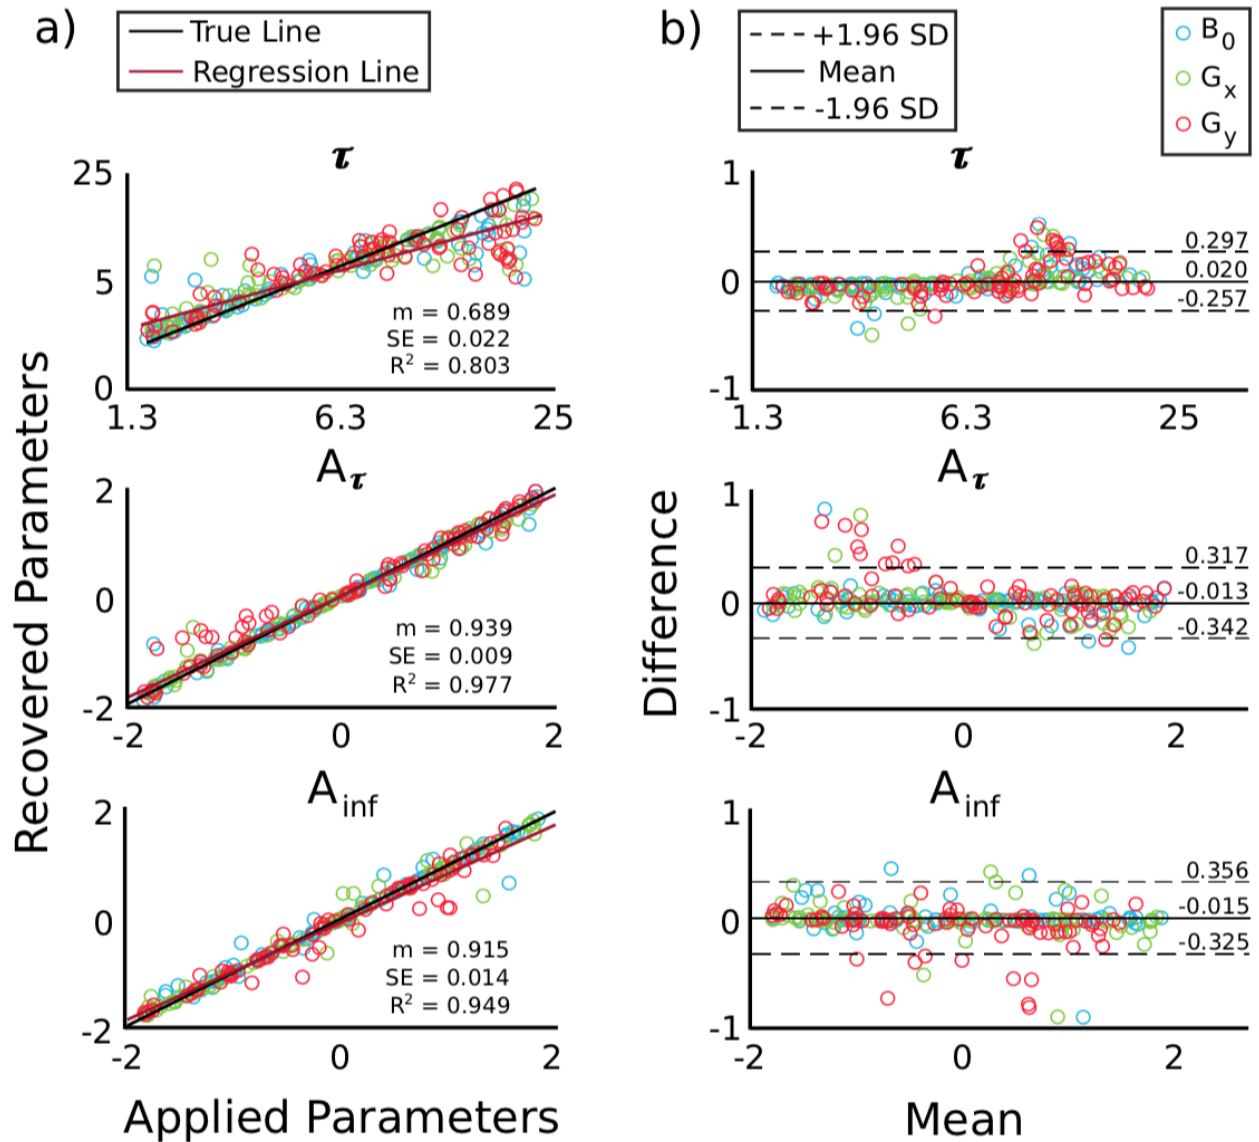 a)
True Line
Regression Line
τ
25
5
0
m = 0.689
SE = 0.022
R² = 0.803
1.3 6.3 25
Aτ
2
0
-2
m = 0.939
SE = 0.009
R² = 0.977
-2 0 2
A inf
2
0
-2
m = 0.915
SE = 0.014
R² = 0.949
-2 0 2
Recovered Parameters
Applied Parameters
b)
+1.96 SD
Mean
-1.96 SD
B₀
Gₓ
Gy
τ
1
0
-1
0.297
0.020
-0.257
1.3 6.3 25
Aτ
1
0
-1
0.317
-0.013
-0.342
-2 0 2
A inf
1
0
-1
0.356
-0.015
-0.325
-2 0 2
Difference
Mean